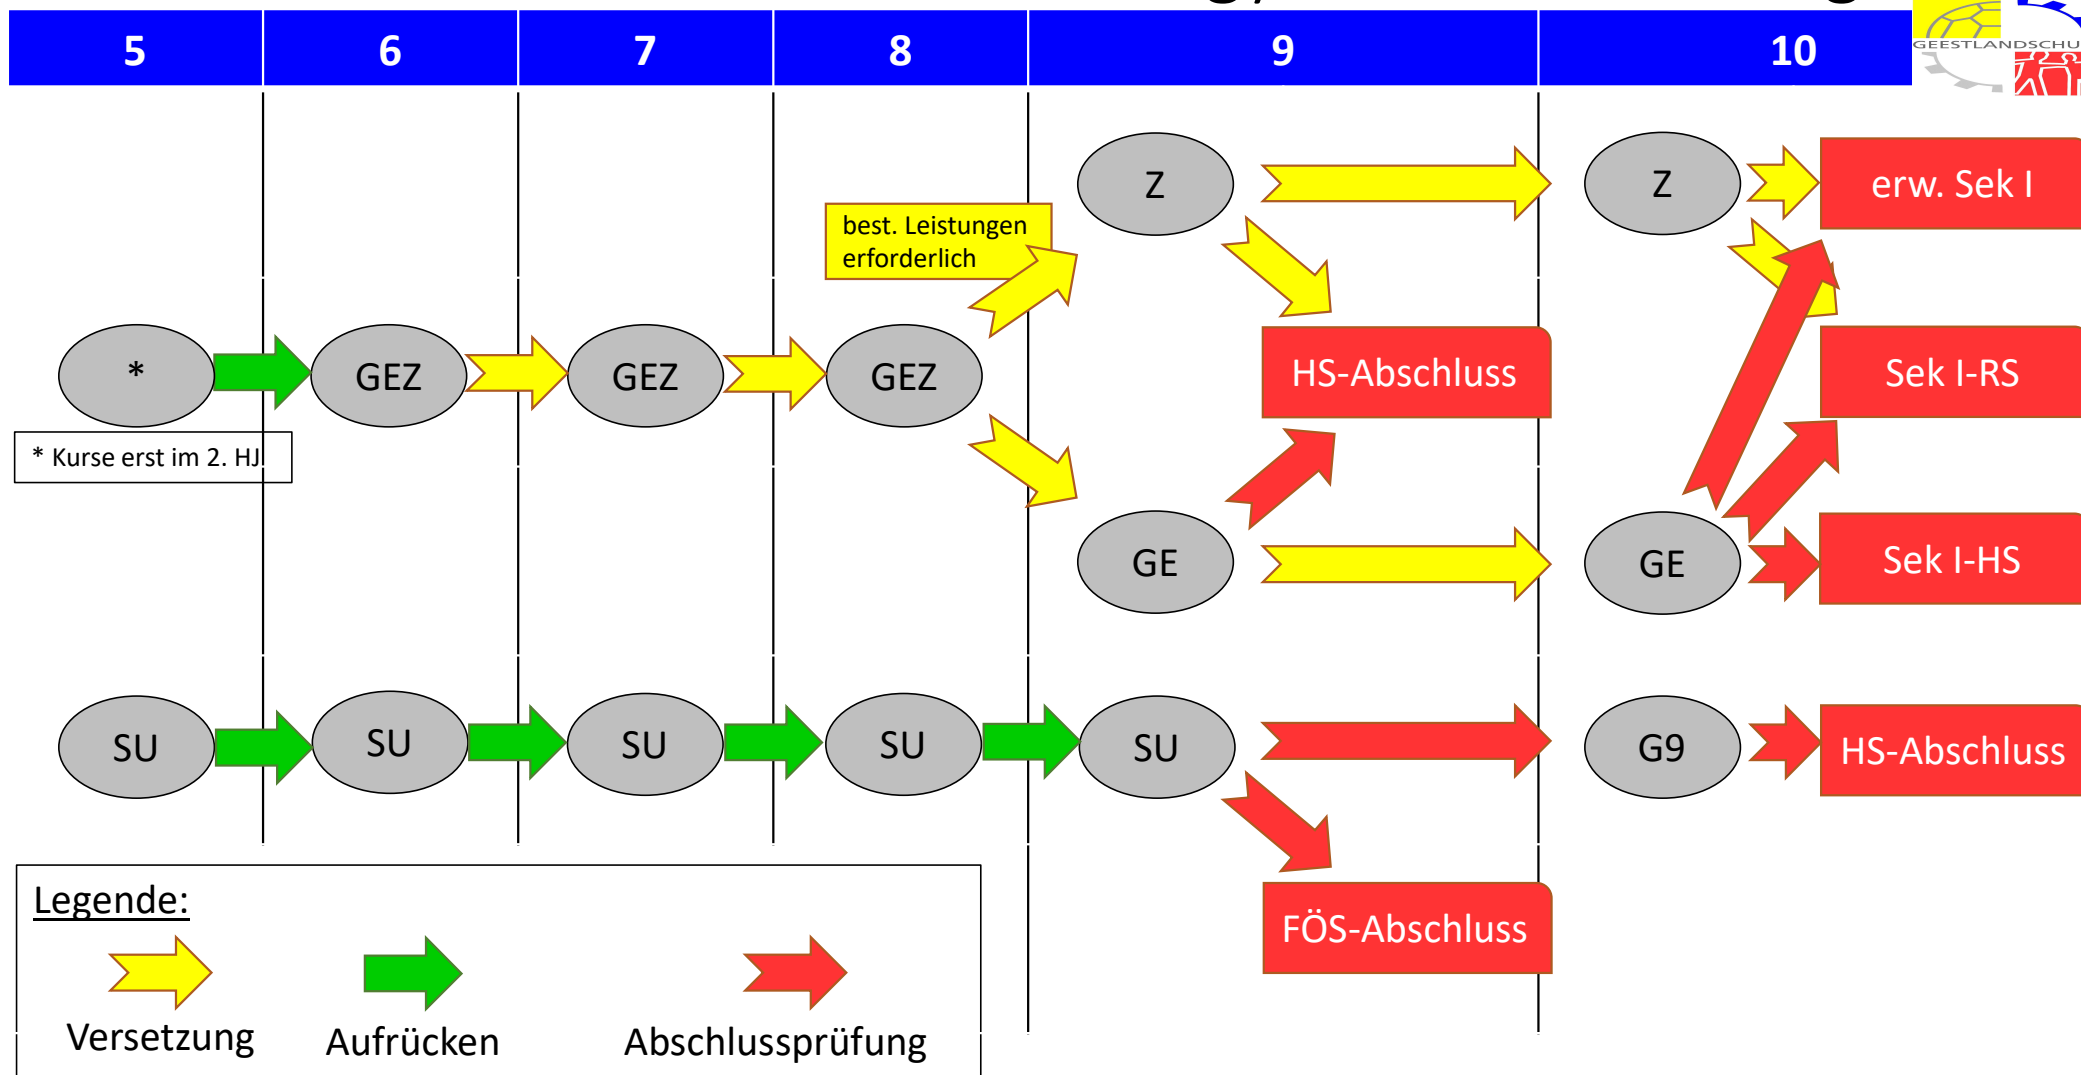 5 6 7 8 9 10
GEESTLANDSCHU
Z Z erw. Sek I
best. Leistungen
erforderlich
* GEZ GEZ GEZ HS-Abschluss Sek I-RS
* Kurse erst im 2. HJ
GE GE Sek I-HS
SU SU SU SU SU G9 HS-Abschluss
FÖS-Abschluss
Legende:
Versetzung Aufrücken Abschlussprüfung